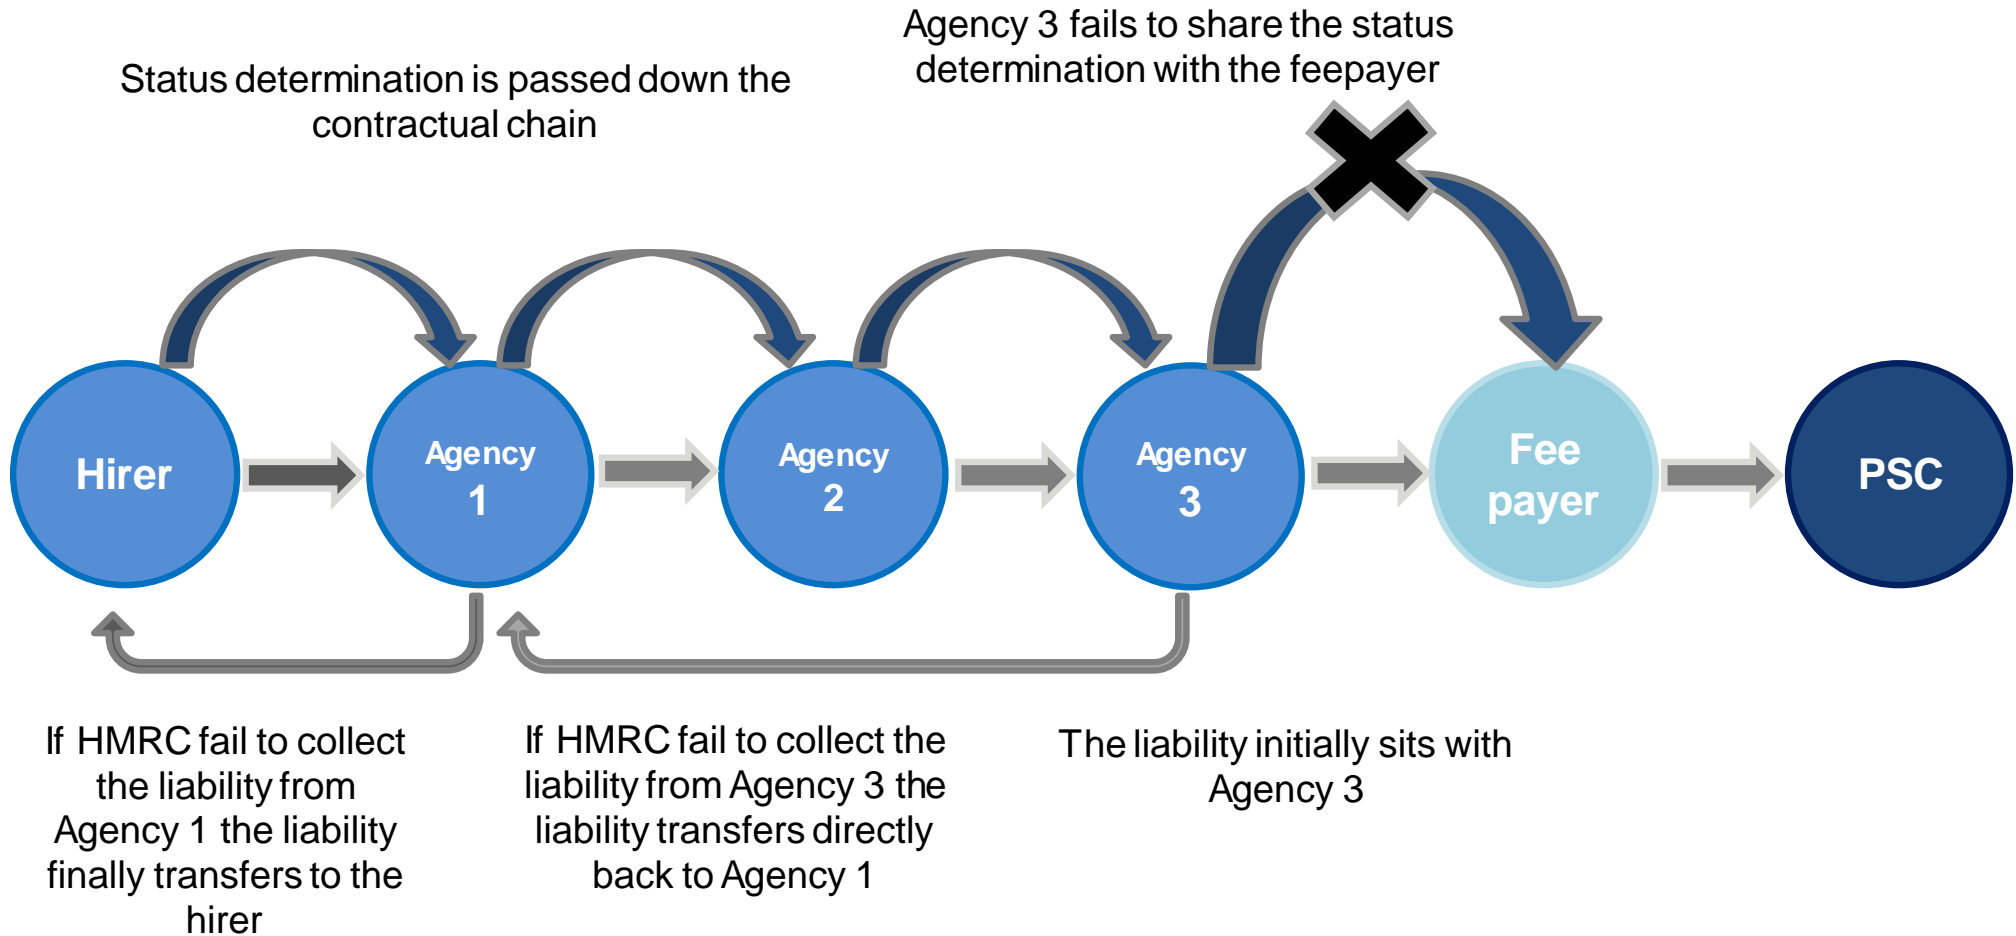 Agency 3 fails to share the status
determination with the feepayer
Status determination is passed down the
contractual chain
Hirer
Agency
1
Agency
2
Agency
3
Fee
payer
PSC
If HMRC fail to collect
the liability from
Agency 1 the liability
finally transfers to the
hirer
If HMRC fail to collect the
liability from Agency 3 the
liability transfers directly
back to Agency 1
The liability initially sits with
Agency 3